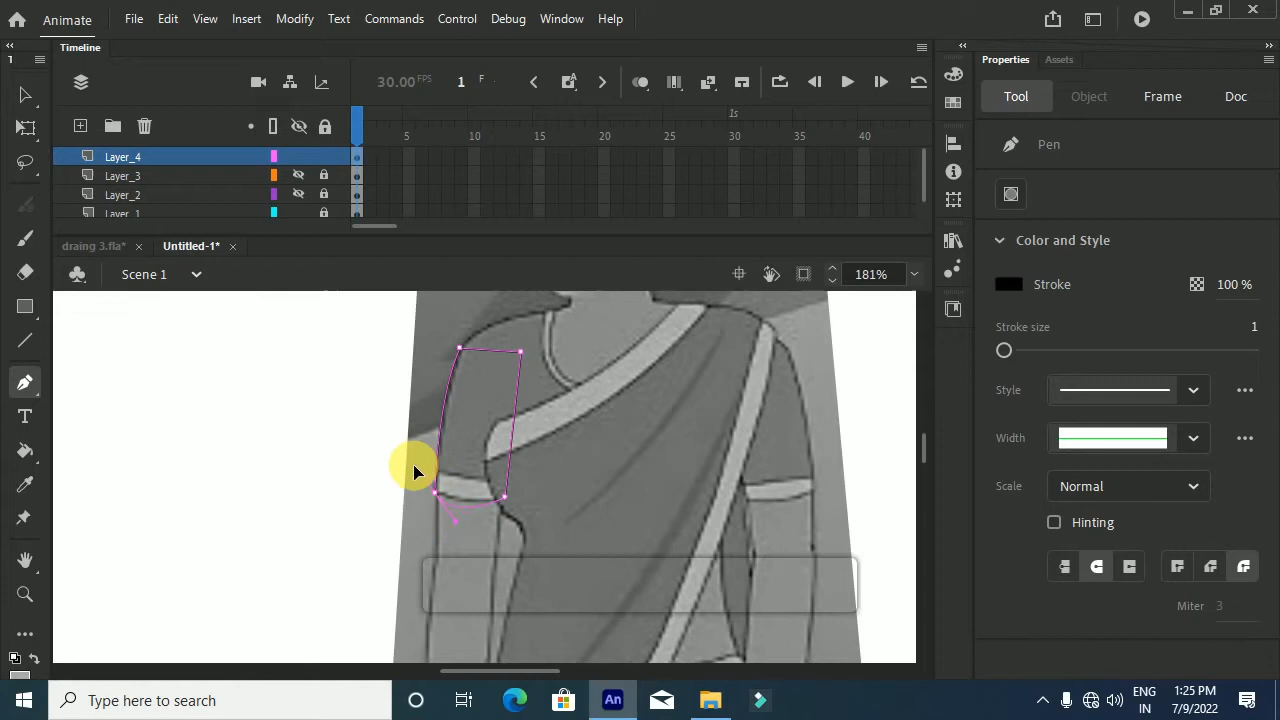 Animate
File Edit View Insert Modify Text Commands Control Debug Window Help
Timeline
30.00 FPS 1 F
1s
5 10 15 20 25 30 35 40
Layer_4
Layer_3
Layer_2
Layer_1
draing 3.fla* Untitled-1*
Scene 1
181%
Properties Assets
Tool Object Frame Doc
Pen
Color and Style
Stroke 100 %
Stroke size
1
Style
Width
Scale Normal
Hinting
Miter 3
Type here to search
ENG
IN
1:25 PM
7/9/2022